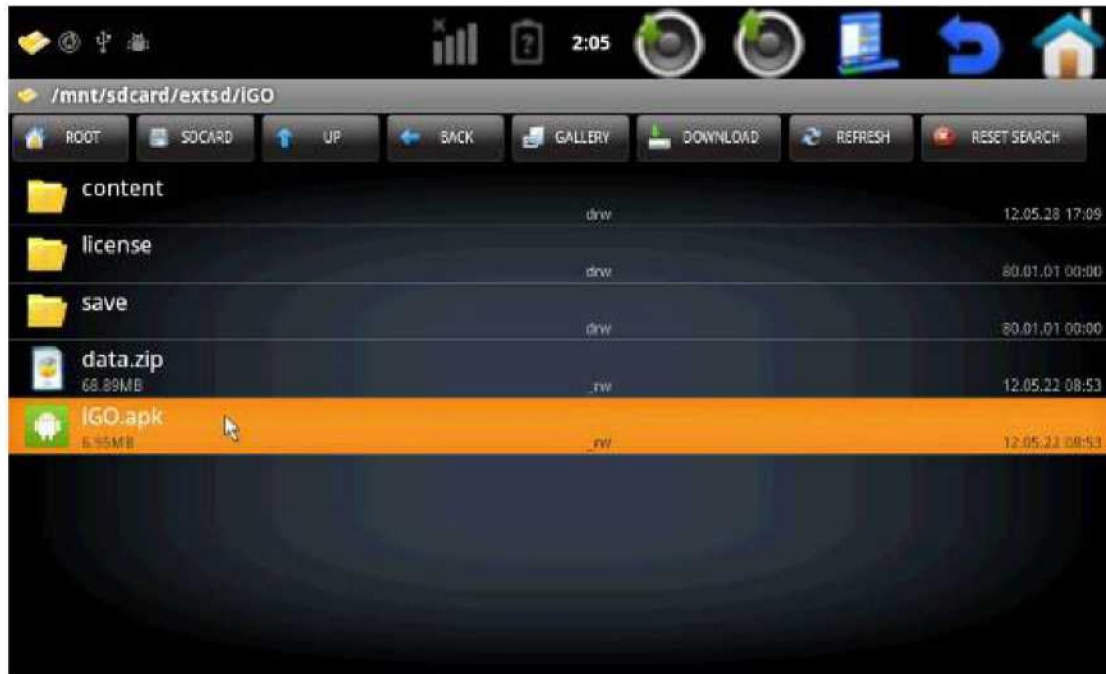 2:05
/mnt/sdcard/extsd/iGO
ROOT SDCARD UP BACK GALLERY DOWNLOAD REFRESH RESET SEARCH
content
drw 12.05.28 17:09
license
drw 80.01.01 00:00
save
drw 80.01.01 00:00
data.zip
68.89MB _rw 12.05.22 08:53
iGO.apk
6.95MB _rw 12.05.22 08:53